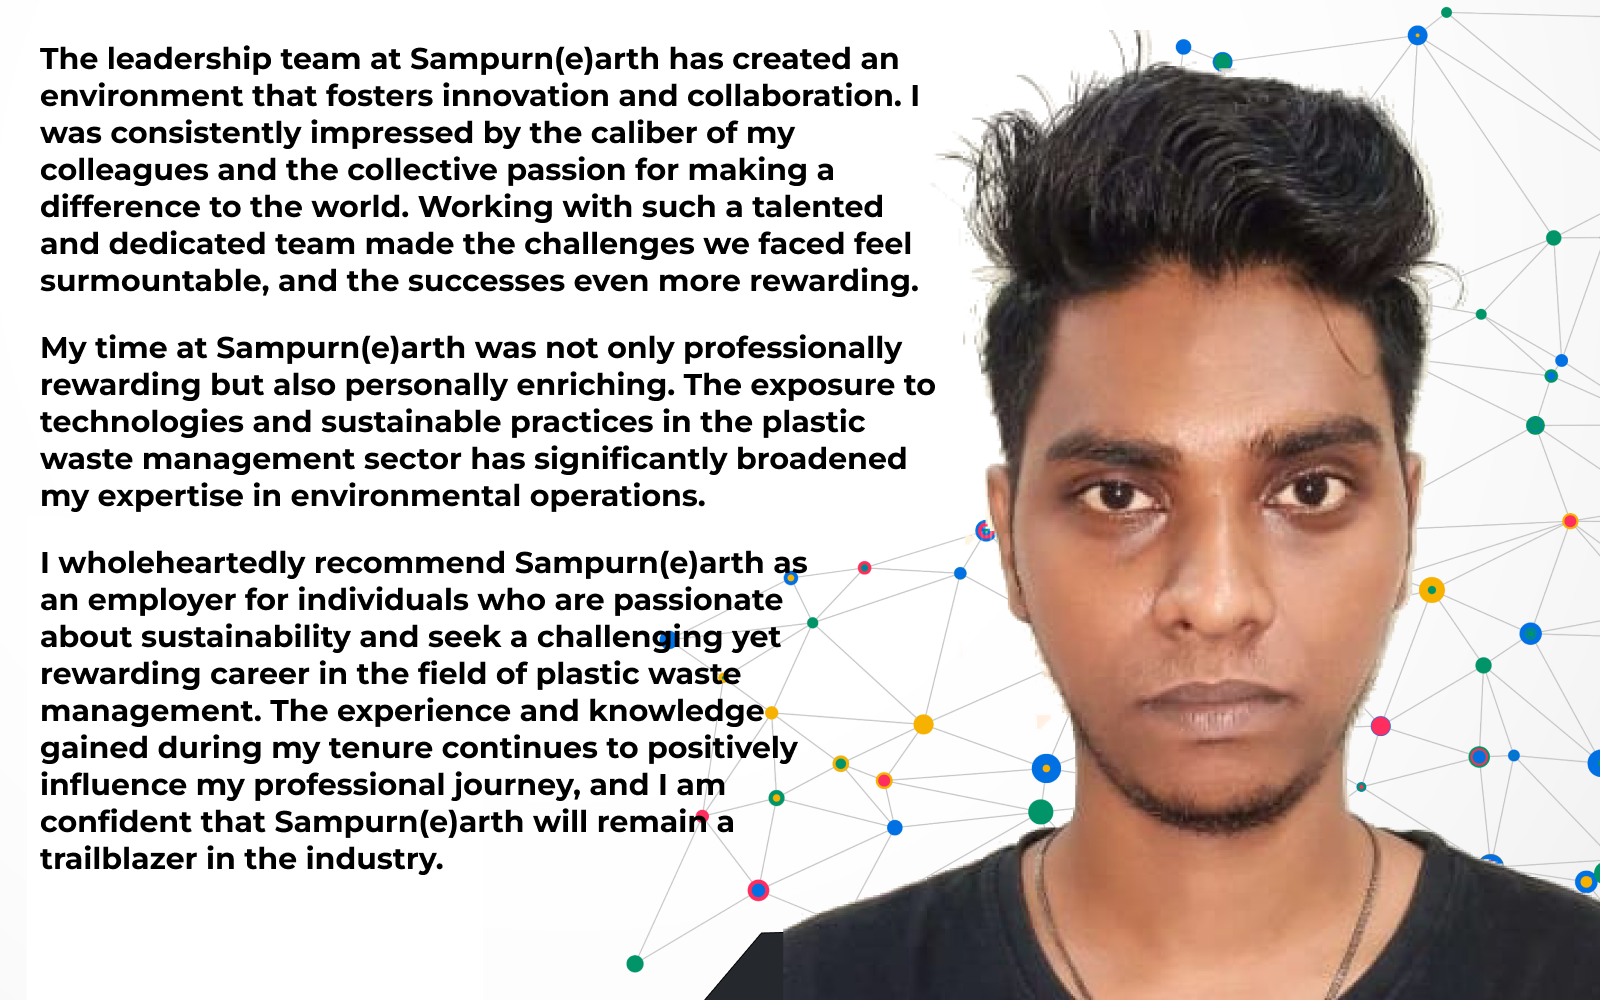 The leadership team at Sampurn(e)arth has created an
environment that fosters innovation and collaboration. I
was consistently impressed by the caliber of my
colleagues and the collective passion for making a
difference to the world. Working with such a talented
and dedicated team made the challenges we faced feel
surmountable, and the successes even more rewarding.
My time at Sampurn(e)arth was not only professionally
rewarding but also personally enriching. The exposure to
technologies and sustainable practices in the plastic
waste management sector has significantly broadened
my expertise in environmental operations.
I wholeheartedly recommend Sampurn(e)arth as
an employer for individuals who are passionate
about sustainability and seek a challenging yet
rewarding career in the field of plastic waste
management. The experience and knowledge
gained during my tenure continues to positively
influence my professional journey, and I am
confident that Sampurn(e)arth will remain a
trailblazer in the industry.